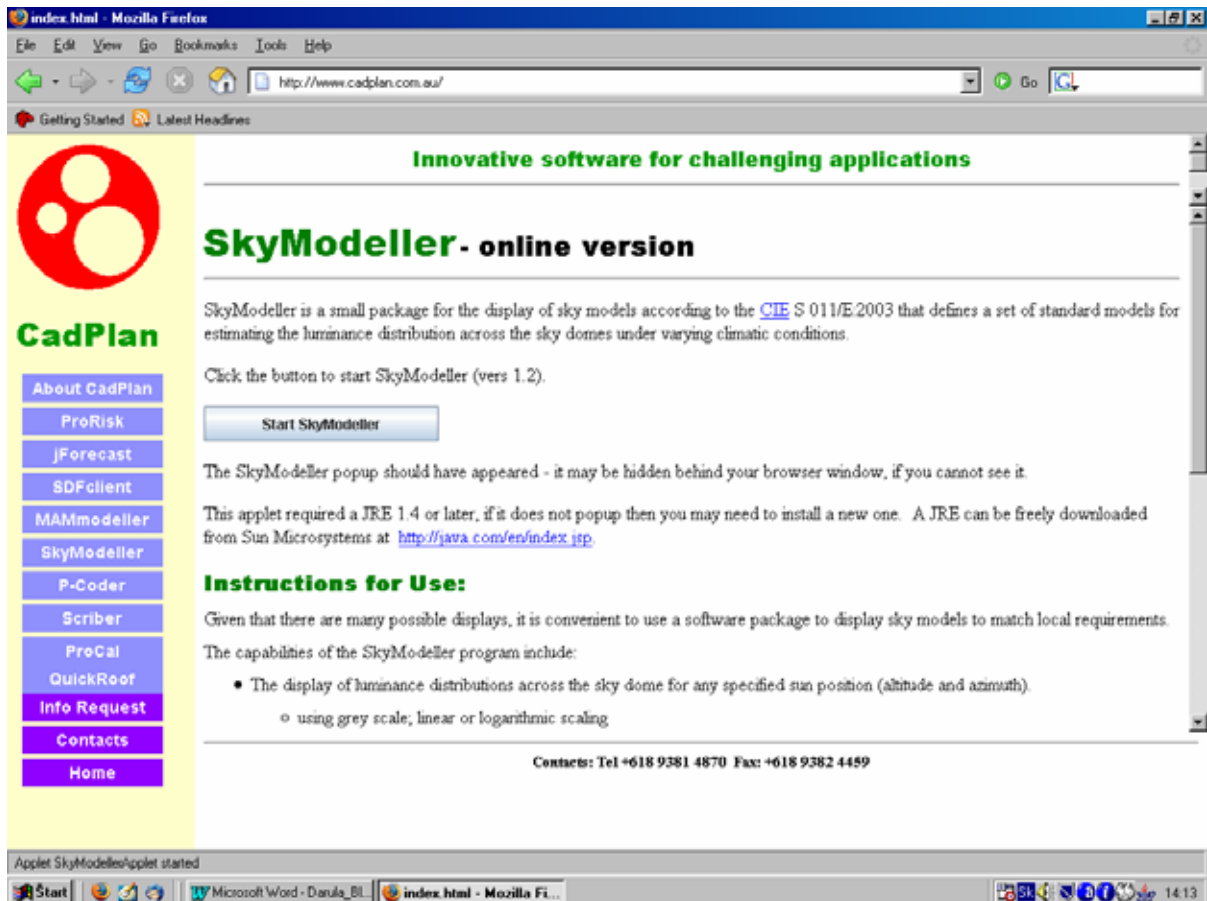 index.html - Mozilla Firefox
File Edit View Go Bookmarks Tools Help
http://www.cadplan.com.au/
Go
G
Getting Started Latest Headlines
Innovative software for challenging applications
SkyModeller - online version
SkyModeller is a small package for the display of sky models according to the CIE S 011/E:2003 that defines a set of standard models for
estimating the luminance distribution across the sky domes under varying climatic conditions.
Click the button to start SkyModeller (vers 1.2).
Start SkyModeller
The SkyModeller popup should have appeared - it may be hidden behind your browser window, if you cannot see it.
This applet required a JRE 1.4 or later, if it does not popup then you may need to install a new one. A JRE can be freely downloaded
from Sun Microsystems at http://java.com/en/index.jsp.
Instructions for Use:
Given that there are many possible displays, it is convenient to use a software package to display sky models to match local requirements.
The capabilities of the SkyModeller program include:
• The display of luminance distributions across the sky dome for any specified sun position (altitude and azimuth).
o using grey scale; linear or logarithmic scaling
Contacts: Tel +618 9381 4870 Fax: +618 9382 4459
CadPlan
About CadPlan
ProRisk
jForecast
SDFclient
MAMmodeller
SkyModeller
P-Coder
Scriber
ProCal
QuickRoof
Info Request
Contacts
Home
Applet SkyModellerApplet started
Štart
Microsoft Word - Darula_Bl...
index.html - Mozilla Fi...
Sk
14:13